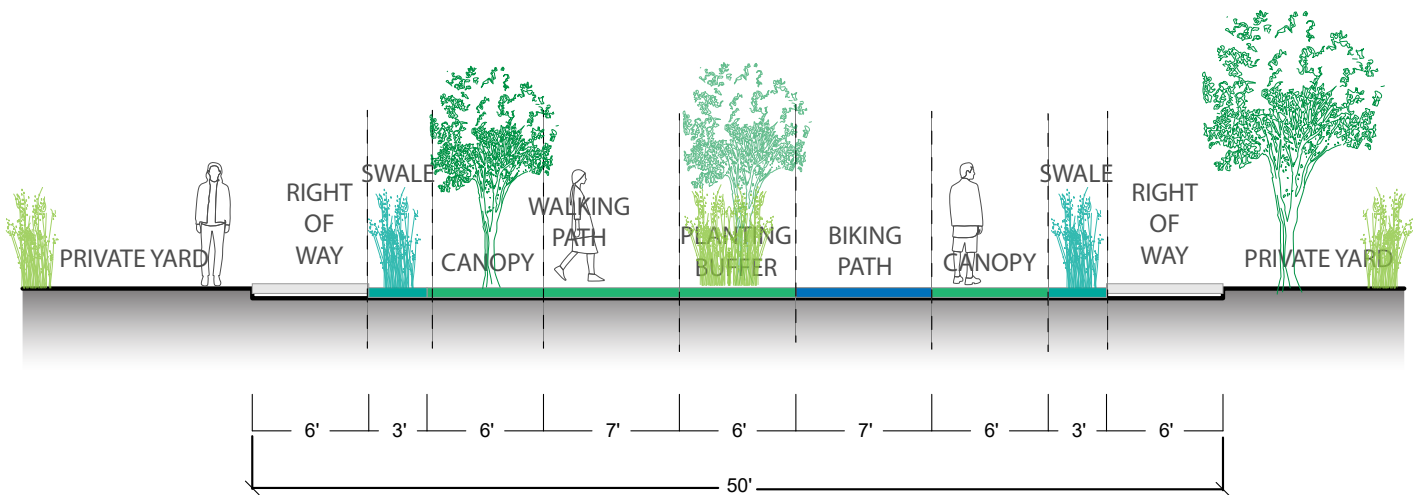 PRIVATE YARD
RIGHT
OF
WAY
SWALE
CANOPY
WALKING
PATH
PLANTING
BUFFER
BIKING
PATH
CANOPY
SWALE
RIGHT
OF
WAY
PRIVATE YARD
6' 3' 6' 7' 6' 7' 6' 3' 6'
50'